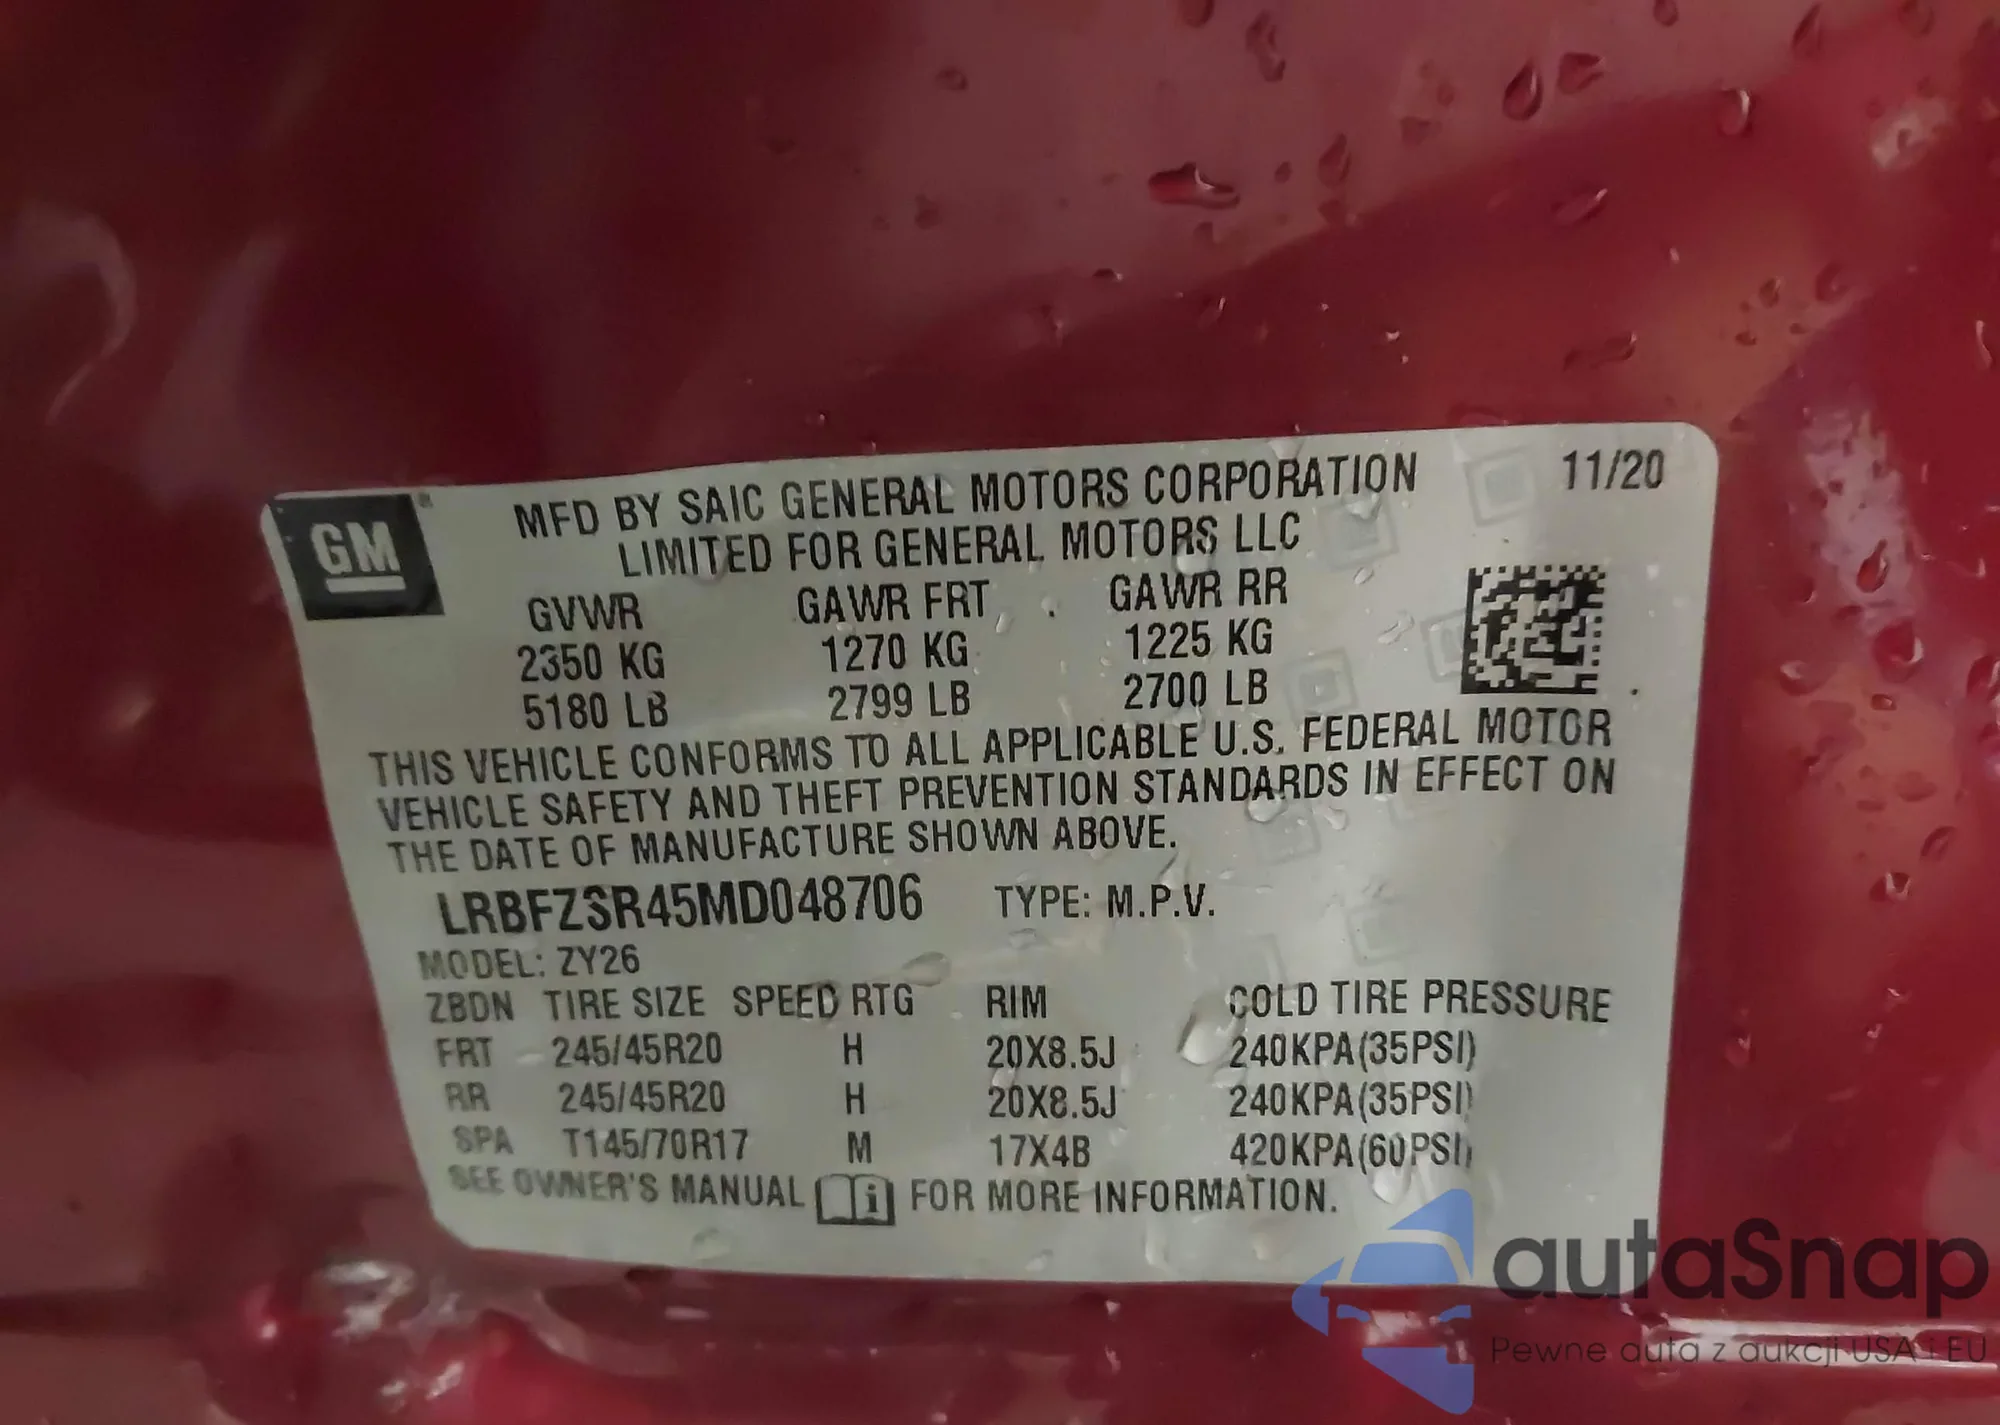 GM
MFD BY SAIC GENERAL MOTORS CORPORATION 11/20
LIMITED FOR GENERAL MOTORS LLC
GVWR GAWR FRT GAWR RR
2350 KG 1270 KG 1225 KG
5180 LB 2799 LB 2700 LB
THIS VEHICLE CONFORMS TO ALL APPLICABLE U.S. FEDERAL MOTOR
VEHICLE SAFETY AND THEFT PREVENTION STANDARDS IN EFFECT ON
THE DATE OF MANUFACTURE SHOWN ABOVE.
LRBFZSR45MD048706 TYPE: M.P.V.
MODEL: ZY26
ZBDN TIRE SIZE SPEED RTG RIM COLD TIRE PRESSURE
FRT 245/45R20 H 20X8.5J 240KPA(35PSI)
RR 245/45R20 H 20X8.5J 240KPA(35PSI)
SPA T145/70R17 M 17X4B 420KPA(60PSI)
SEE OWNER'S MANUAL FOR MORE INFORMATION.
autaSnap
Pewne auta z aukcji USA i EU